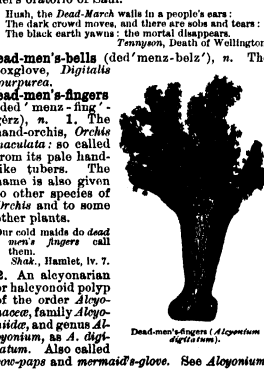 Hush, the Dead-March wails in people's ears :
The dark crowd moves, and there are sobs and tears :
The black earth yawns : the mortal disappears.
Tennyson, Death of Wellington
ead-men's-bells (ded'menz-belz'), n. The
oxglove, Digitalis
purpurea.
ead-men's-fingers
ded'menz-fing'-
gėrz), n. 1. The
hand-orchis, Orchis
maculata: so called
from its pale hand-
like tubers. The
name is also given
to other species of
Orchis and to some
other plants.
Our cold maids do dead
men's fingers call
them.
Shak., Hamlet, iv. 7.
2. An alcyonarian
or halcyonoid polyp
of the order Alcyo-
naceæ, family Alcyo-
niidæ, and genus Al-
cyonium, as A. digi-
tatum. Also called
cow-paps and mermaid's-glove. See Alcyonium
Dead-men's-fingers (Alcyonium
digitatum).